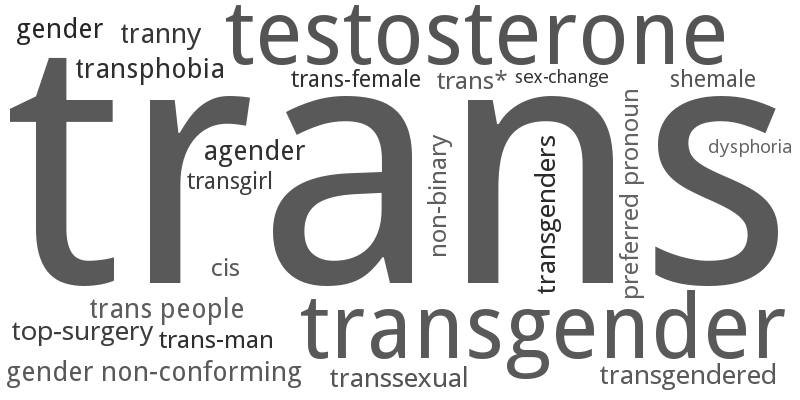 gender
tranny
testosterone
transphobia
trans-female
trans*
sex-change
shemale
trans
agender
transgirl
non-binary
transgenders
preferred pronoun
dysphoria
cis
trans people
transgender
top-surgery
trans-man
gender non-conforming
transsexual
transgendered